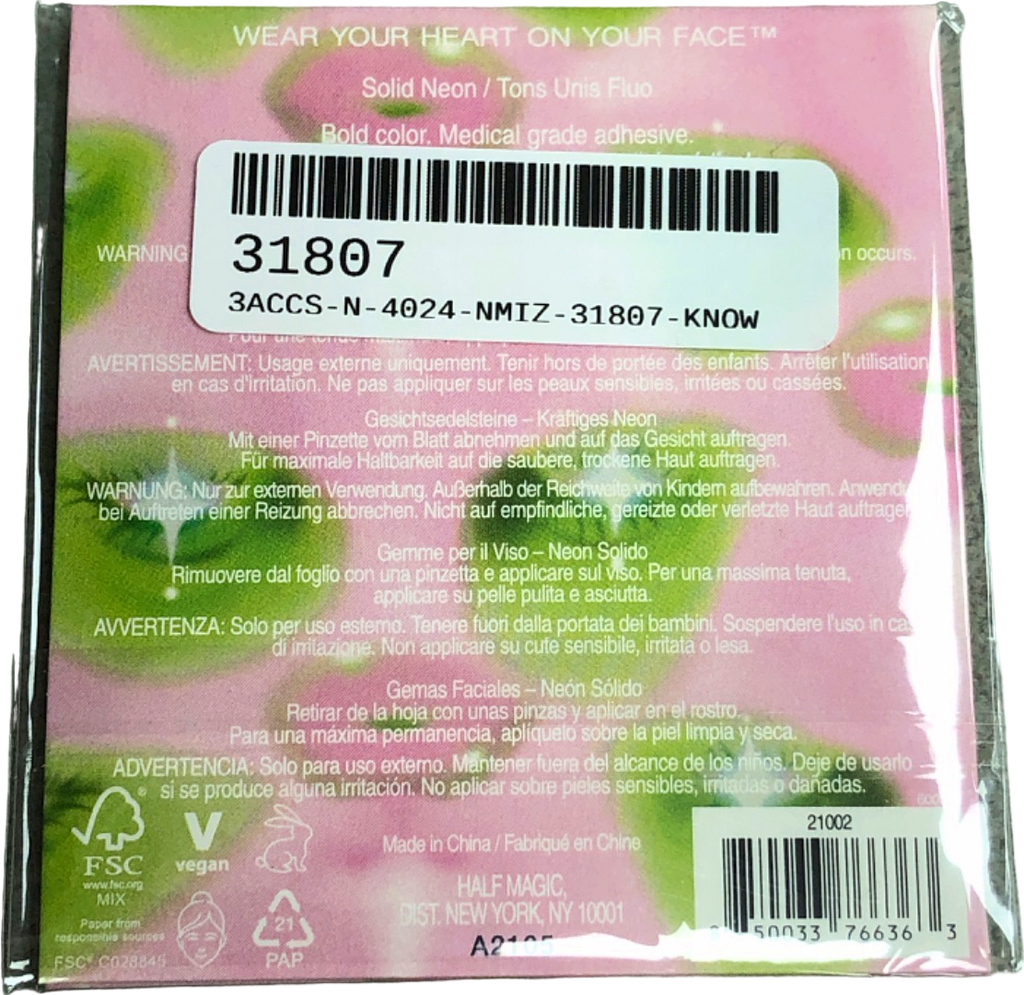 WEAR YOUR HEART ON YOUR FACE™
Solid Neon / Tons Unis Fluo
Bold color. Medical grade adhesive.
31807
3ACCS-N-4024-NMIZ-31807-KNOW
WARNING
occurs.
Pour une
AVERTISSEMENT: Usage externe uniquement. Tenir hors de portée des enfants. Arrêter l'utilisation
en cas d'irritation. Ne pas appliquer sur les peaux sensibles, irritées ou cassées.
Gesichtsedelsteine – Kräftiges Neon
Mit einer Pinzette vom Blatt abnehmen und auf das Gesicht auftragen.
Für maximale Haltbarkeit auf die saubere, trockene Haut auftragen.
WARNUNG: Nur zur externen Verwendung. Außerhalb der Reichweite von Kindern aufbewahren. Anwendu
bei Auftreten einer Reizung abbrechen. Nicht auf empfindliche, gereizte oder verletzte Haut auftrage
Gemme per il Viso – Neon Solido
Rimuovere dal foglio con una pinzetta e applicare sul viso. Per una massima tenuta,
applicare su pelle pulita e asciutta.
AVVERTENZA: Solo per uso esterno. Tenere fuori dalla portata dei bambini. Sospendere l'uso in ca
di irritazione. Non applicare su cute sensibile, irritata o lesa.
Gemas Faciales – Neón Sólido
Retirar de la hoja con unas pinzas y aplicar en el rostro.
Para una máxima permanencia, aplíquelo sobre la piel limpia y seca.
ADVERTENCIA: Solo para uso externo. Mantener fuera del alcance de los niños. Deje de usarlo
si se produce alguna irritación. No aplicar sobre pieles sensibles, irritadas o dañadas.
FSC
www.fsc.org
MIX
Paper from
responsible sources
FSC® C028845
V
vegan
21
PAP
Made in China / Fabriqué en Chine
HALF MAGIC,
DIST. NEW YORK, NY 10001
A2105
21002
8 50033 76636 3